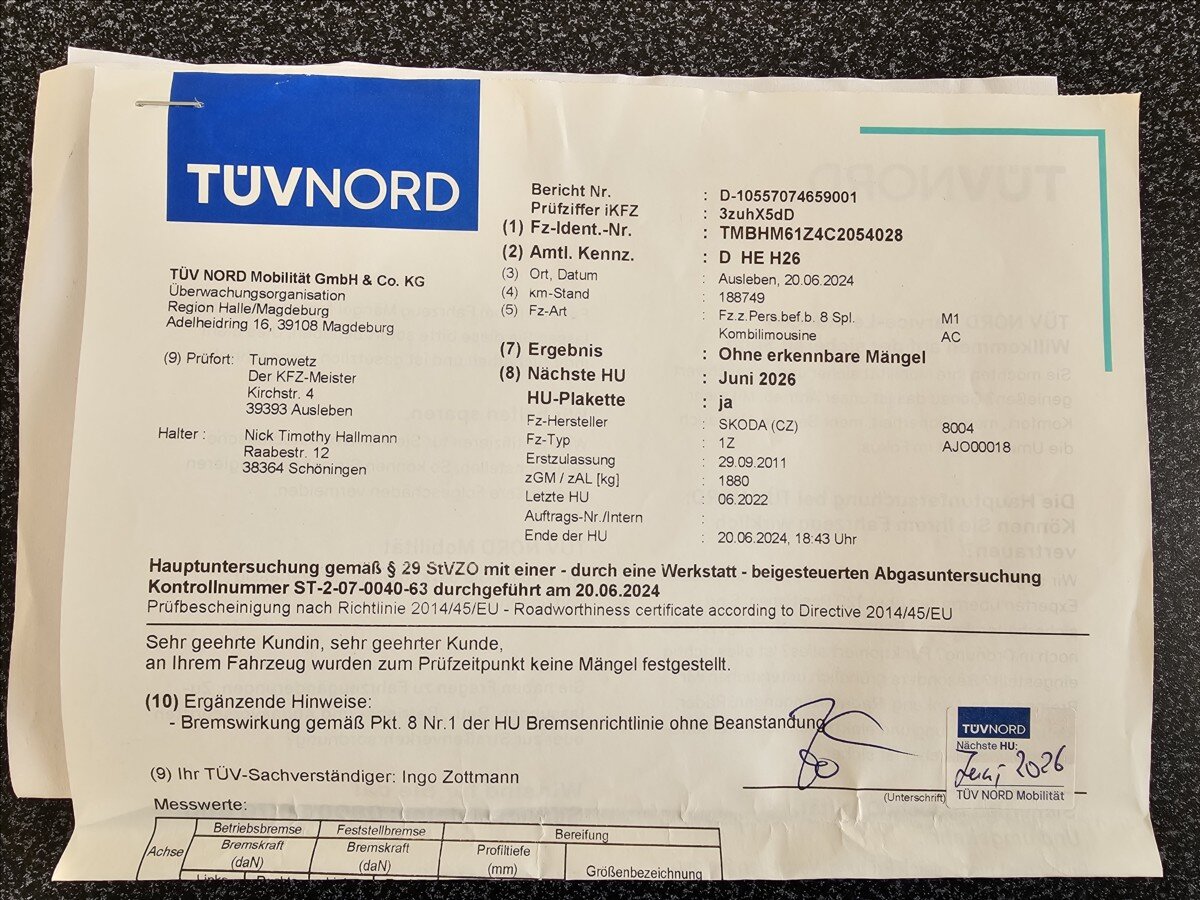 TÜVNORD
Bericht Nr. : D-10557074659001
Prüfziffer iKFZ : 3zuhX5dD
(1) Fz-Ident.-Nr. : TMBHM61Z4C2054028
(2) Amtl. Kennz. : D HE H26
(3) Ort, Datum : Ausleben, 20.06.2024
(4) km-Stand : 188749
(5) Fz-Art : Fz.z.Pers.bef.b. 8 Spl. M1
Kombilimousine AC
(7) Ergebnis : Ohne erkennbare Mängel
(8) Nächste HU : Juni 2026
HU-Plakette : ja
Fz-Hersteller : SKODA (CZ) 8004
Fz-Typ : 1Z AJO00018
Erstzulassung : 29.09.2011
zGM / zAL [kg] : 1880
Letzte HU : 06.2022
Auftrags-Nr./Intern :
Ende der HU : 20.06.2024, 18:43 Uhr
TÜV NORD Mobilität GmbH & Co. KG
Überwachungsorganisation
Region Halle/Magdeburg
Adelheidring 16, 39108 Magdeburg
(9) Prüfort: Tumowetz
Der KFZ-Meister
Kirchstr. 4
39393 Ausleben
Halter : Nick Timothy Hallmann
Raabestr. 12
38364 Schöningen
Hauptuntersuchung gemäß § 29 StVZO mit einer - durch eine Werkstatt - beigesteuerten Abgasuntersuchung
Kontrollnummer ST-2-07-0040-63 durchgeführt am 20.06.2024
Prüfbescheinigung nach Richtlinie 2014/45/EU - Roadworthiness certificate according to Directive 2014/45/EU
Sehr geehrte Kundin, sehr geehrter Kunde,
an Ihrem Fahrzeug wurden zum Prüfzeitpunkt keine Mängel festgestellt.
(10) Ergänzende Hinweise:
- Bremswirkung gemäß Pkt. 8 Nr.1 der HU Bremsenrichtlinie ohne Beanstandung
(9) Ihr TÜV-Sachverständiger: Ingo Zottmann
(Unterschrift)
TÜVNORD
Nächste HU:
Juni 2026
TÜV NORD Mobilität
Messwerte:
Achse
Betriebsbremse Feststellbremse Bereifung
Bremskraft Bremskraft Profiltiefe
(daN) (daN) (mm) Größenbezeichnung